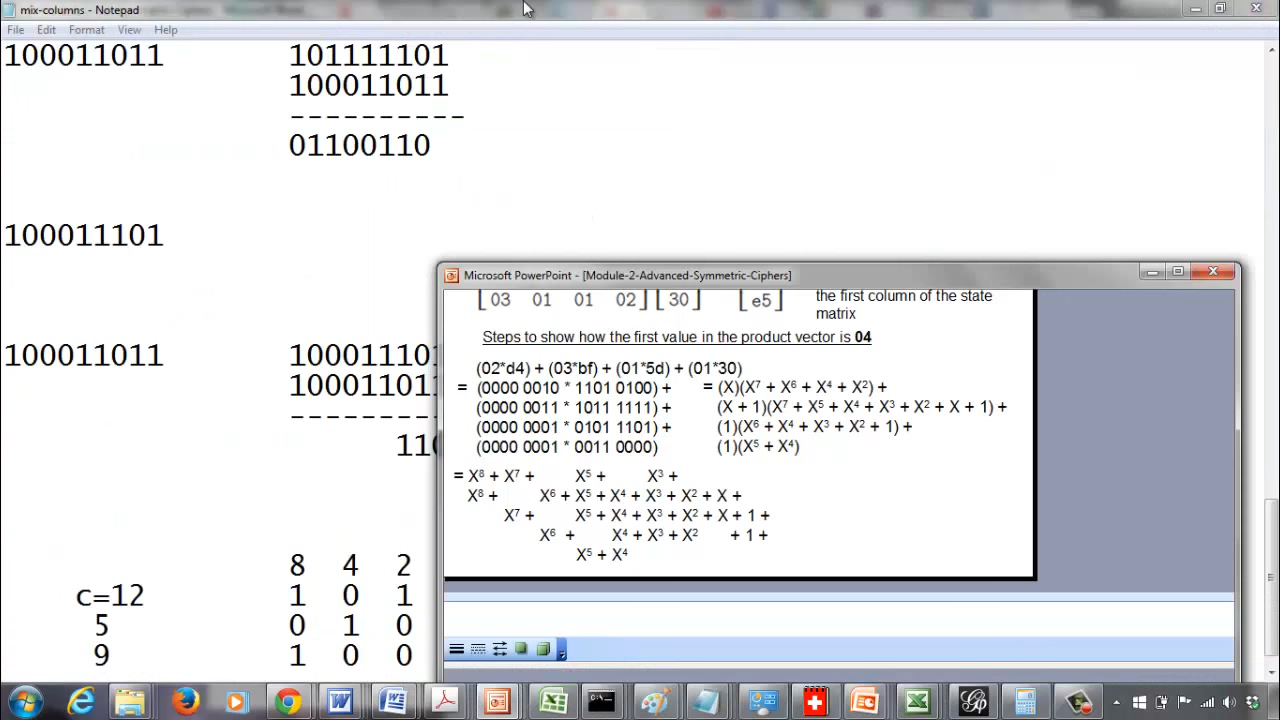 mix-columns - Notepad
File Edit Format View Help
100011011 101111101
100011011
----------
01100110
100011101
100011011 100011101
100011011
---------
110
8 4 2
c=12 1 0 1
5 0 1 0
9 1 0 0
Microsoft PowerPoint - [Module-2-Advanced-Symmetric-Ciphers]
[03 01 01 02] [30] [e5] the first column of the state
matrix
Steps to show how the first value in the product vector is 04
(02*d4) + (03*bf) + (01*5d) + (01*30)
= (0000 0010 * 1101 0100) + = (X)(X⁷ + X⁶ + X⁴ + X²) +
(0000 0011 * 1011 1111) + (X + 1)(X⁷ + X⁵ + X⁴ + X³ + X² + X + 1) +
(0000 0001 * 0101 1101) + (1)(X⁶ + X⁴ + X³ + X² + 1) +
(0000 0001 * 0011 0000) (1)(X⁵ + X⁴)
= X⁸ + X⁷ + X⁵ + X³ +
X⁸ + X⁶ + X⁵ + X⁴ + X³ + X² + X +
X⁷ + X⁵ + X⁴ + X³ + X² + X + 1 +
X⁶ + X⁴ + X³ + X² + 1 +
X⁵ + X⁴